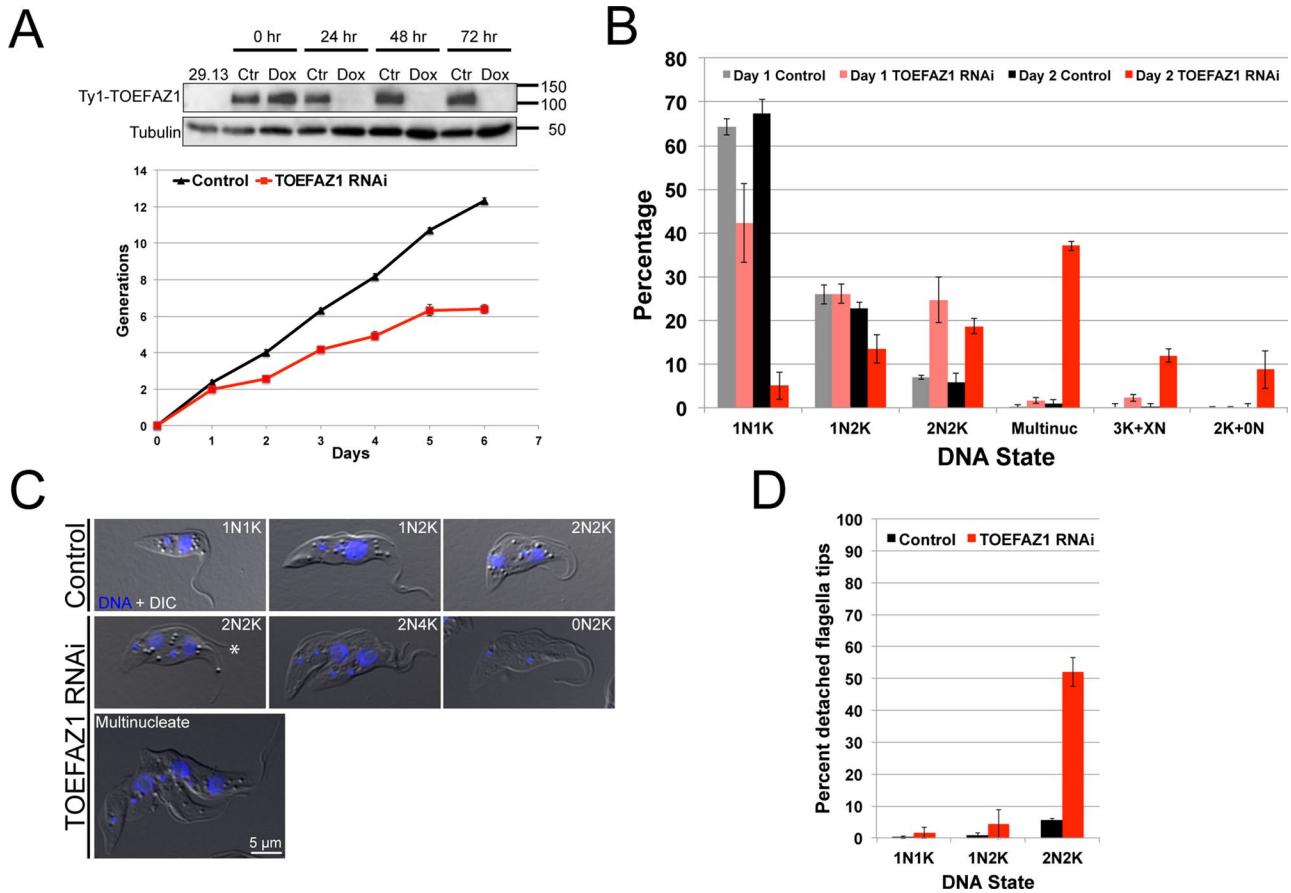 A
0 hr 24 hr 48 hr 72 hr
29.13 Ctr Dox Ctr Dox Ctr Dox Ctr Dox
Ty1-TOEFAZ1
150
100
Tubulin
50
Control TOEFAZ1 RNAi
Generations
14
12
10
8
6
4
2
0
0 1 2 3 4 5 6 7
Days
B
Day 1 Control Day 1 TOEFAZ1 RNAi Day 2 Control Day 2 TOEFAZ1 RNAi
Percentage
70
60
50
40
30
20
10
0
1N1K 1N2K 2N2K Multinuc 3K+XN 2K+0N
DNA State
C
Control
1N1K 1N2K 2N2K
DNA + DIC
TOEFAZ1 RNAi
2N2K 2N4K 0N2K
*
Multinucleate
5 µm
D
Control TOEFAZ1 RNAi
Percent detached flagella tips
100
90
80
70
60
50
40
30
20
10
0
1N1K 1N2K 2N2K
DNA State